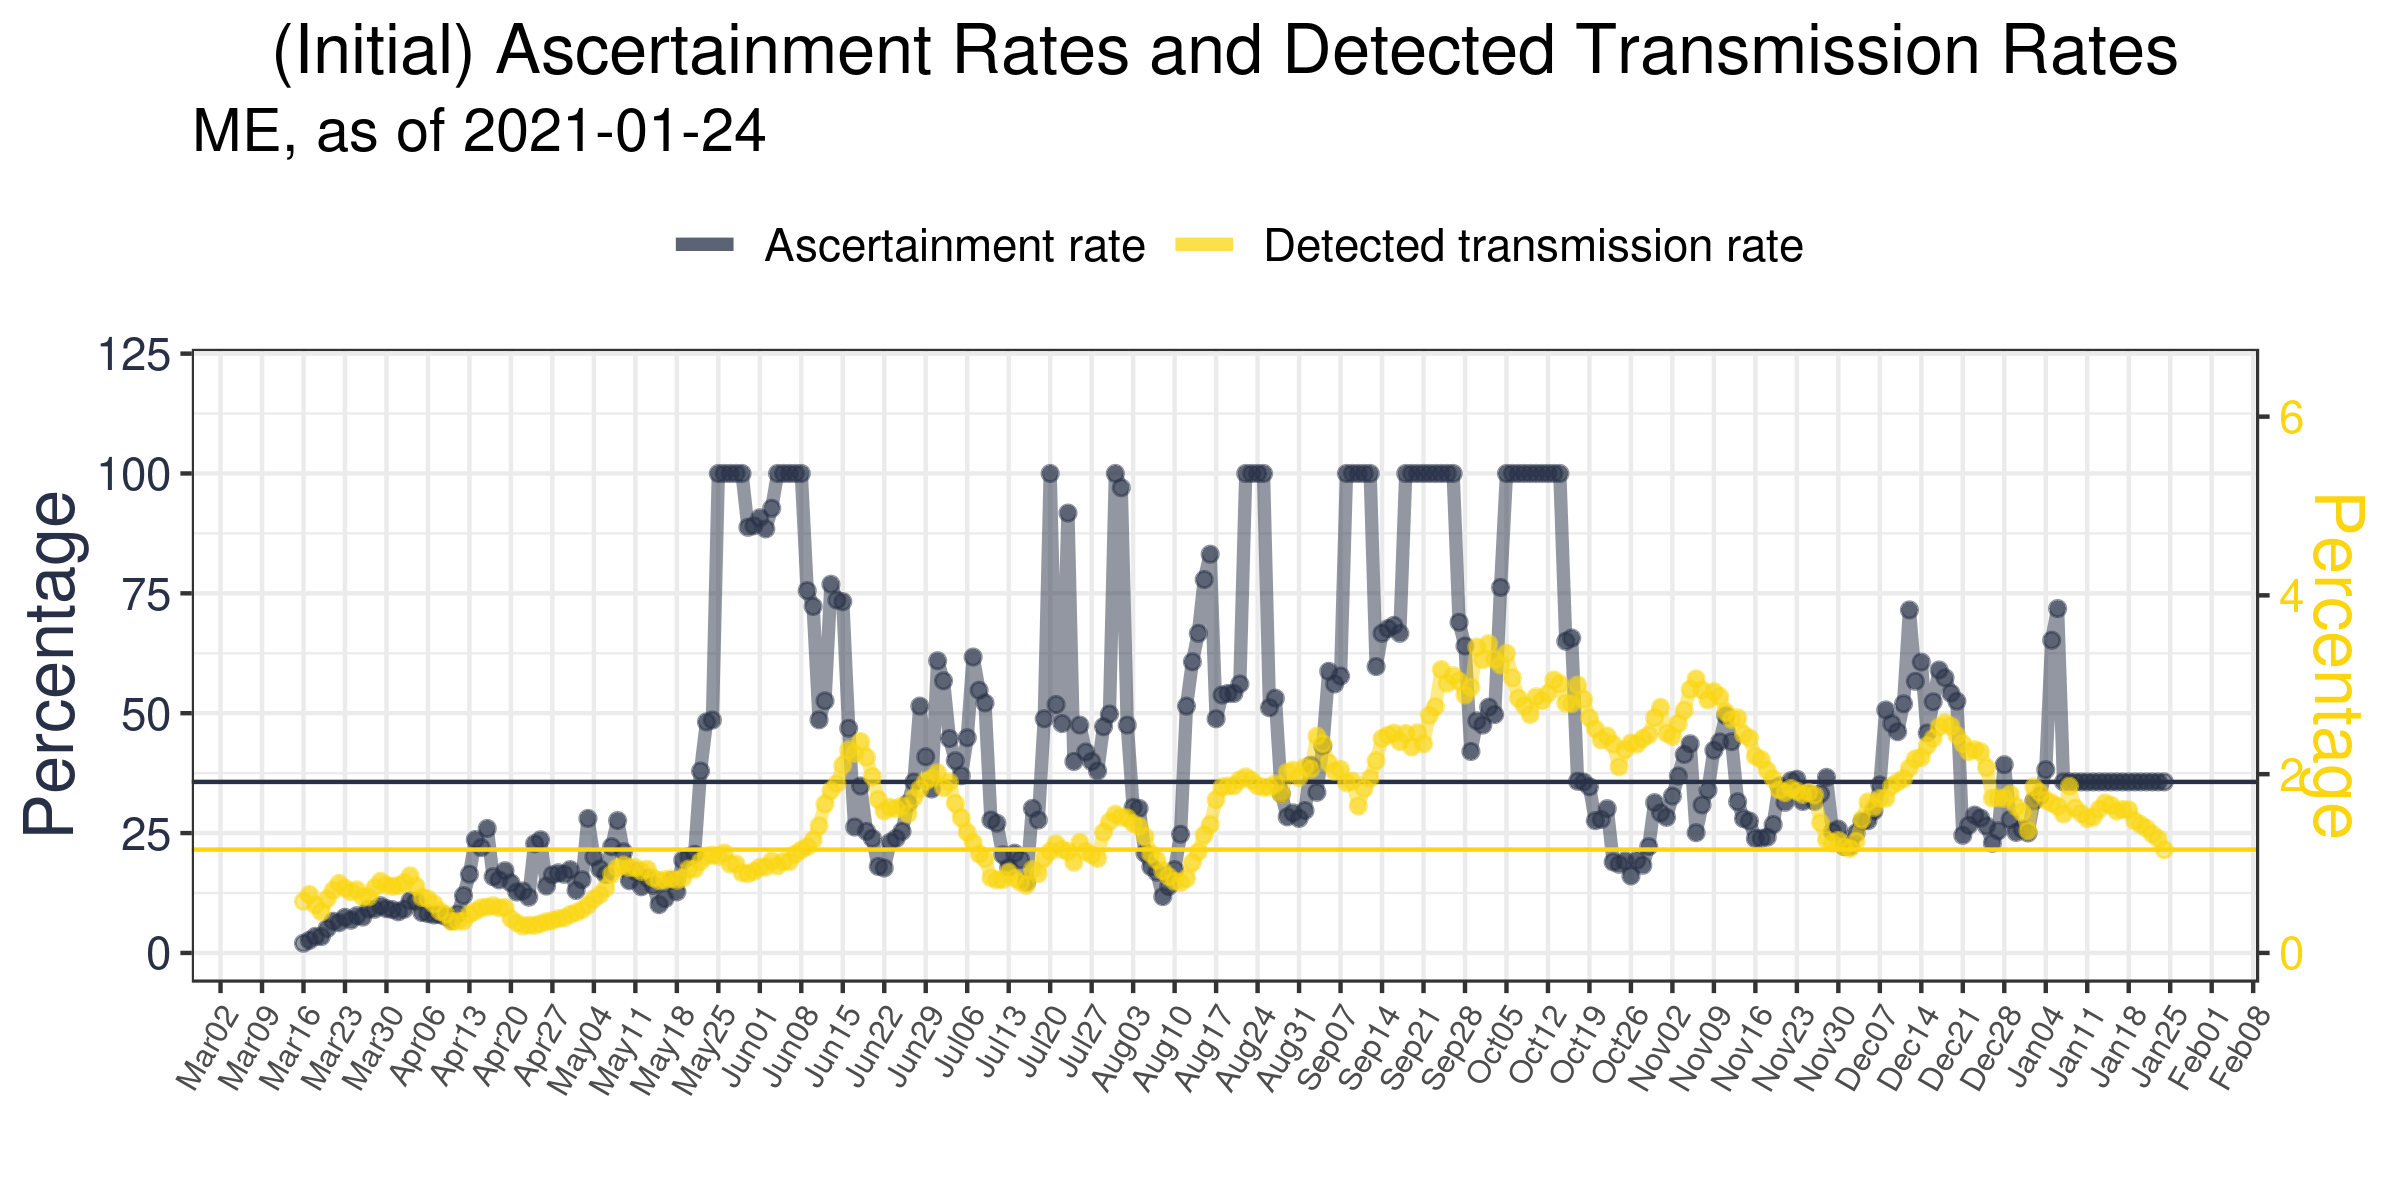 (Initial) Ascertainment Rates and Detected Transmission Rates
ME, as of 2021-01-24
Ascertainment rate
Detected transmission rate
Percentage
125
100
75
50
25
0
6
4
2
0
Percentage
Mar02
Mar09
Mar16
Mar23
Mar30
Apr06
Apr13
Apr20
Apr27
May04
May11
May18
May25
Jun01
Jun08
Jun15
Jun22
Jun29
Jul06
Jul13
Jul20
Jul27
Aug03
Aug10
Aug17
Aug24
Aug31
Sep07
Sep14
Sep21
Sep28
Oct05
Oct12
Oct19
Oct26
Nov02
Nov09
Nov16
Nov23
Nov30
Dec07
Dec14
Dec21
Dec28
Jan04
Jan11
Jan18
Jan25
Feb01
Feb08